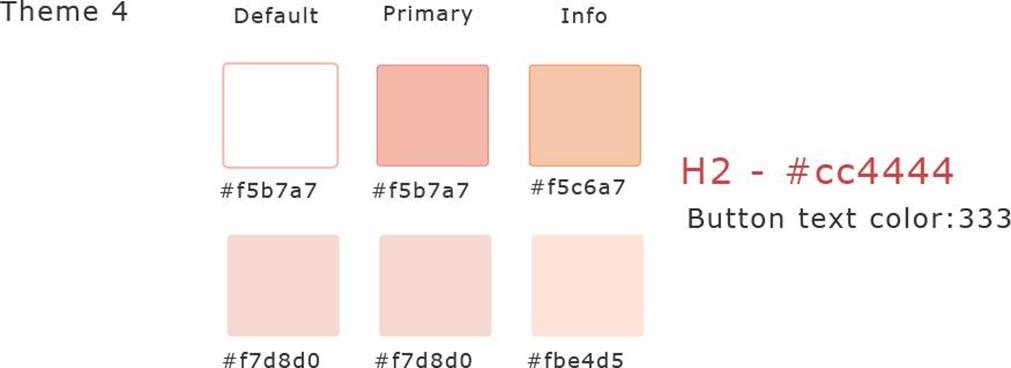 Theme 4
Default
Primary
Info
#f5b7a7
#f5b7a7
#f5c6a7
H2 - #cc4444
Button text color:333
#f7d8d0
#f7d8d0
#fbe4d5